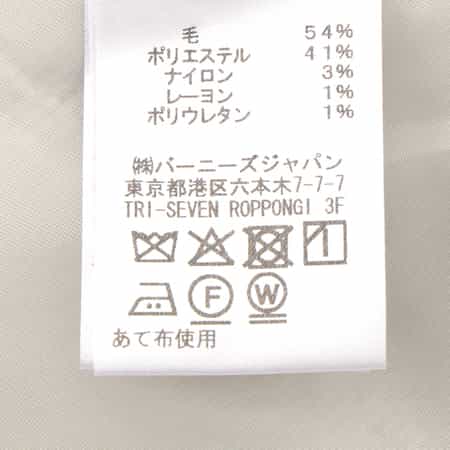 毛 54%
ポリエステル 41%
ナイロン 3%
レーヨン 1%
ポリウレタン 1%
㈱バーニーズジャパン
東京都港区六本木7-7-7
TRI-SEVEN ROPPONGI 3F
F W
あて布使用